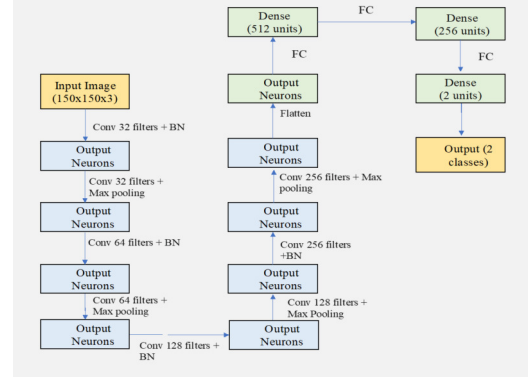 Input Image
(150x150x3)
Conv 32 filters + BN
Output
Neurons
Conv 32 filters +
Max pooling
Output
Neurons
Conv 64 filters + BN
Output
Neurons
Conv 64 filters +
Max pooling
Output
Neurons
Conv 128 filters +
BN
Output
Neurons
Conv 128 filters +
Max Pooling
Output
Neurons
Conv 256 filters
+BN
Output
Neurons
Conv 256 filters + Max
pooling
Output
Neurons
Flatten
Output
Neurons
FC
Dense
(512 units)
FC
Dense
(256 units)
FC
Dense
(2 units)
Output (2
classes)